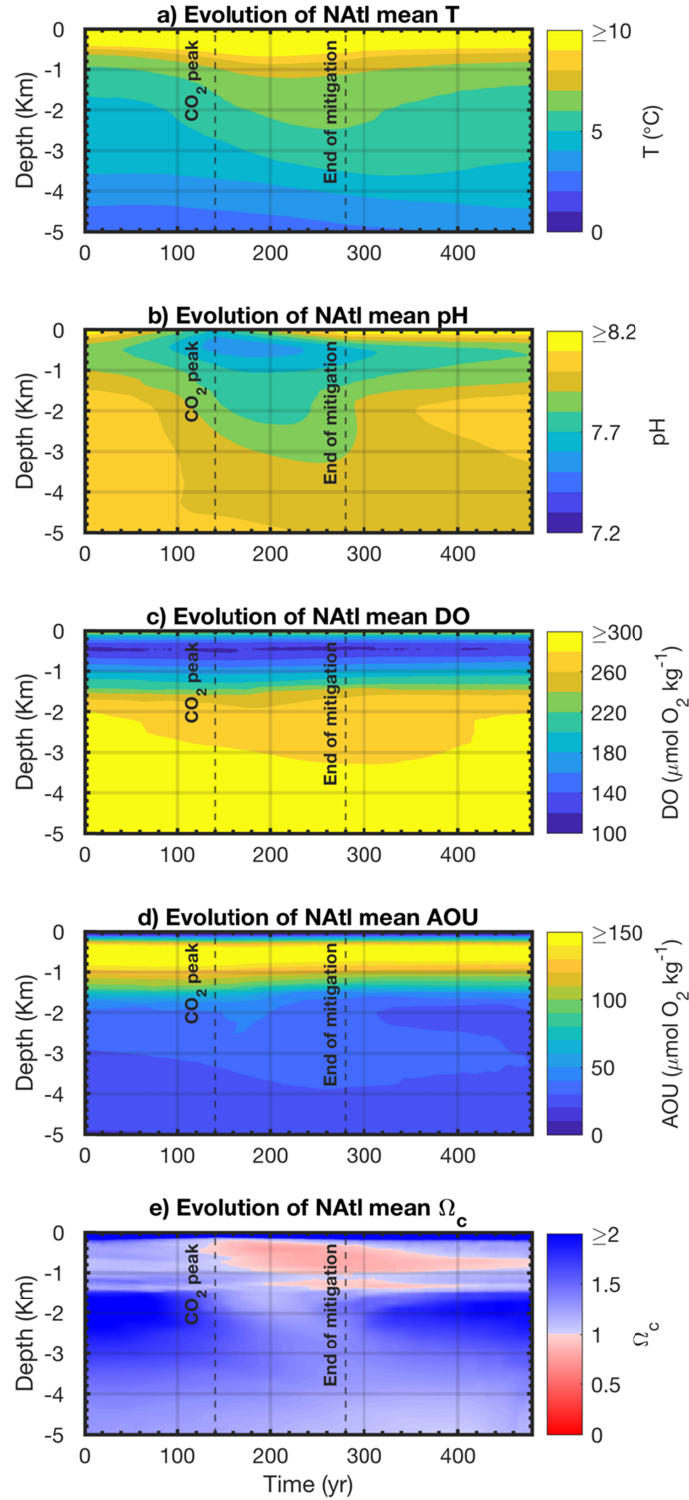 a) Evolution of NAtl mean T
Depth (Km)
0
-1
-2
-3
-4
-5
CO2 peak
End of mitigation
0 100 200 300 400
≥10
5
0
T (°C)
b) Evolution of NAtl mean pH
Depth (Km)
0
-1
-2
-3
-4
-5
CO2 peak
End of mitigation
0 100 200 300 400
≥8.2
7.7
7.2
pH
c) Evolution of NAtl mean DO
Depth (Km)
0
-1
-2
-3
-4
-5
CO2 peak
End of mitigation
0 100 200 300 400
≥300
260
220
180
140
100
DO (μmol O2 kg-1)
d) Evolution of NAtl mean AOU
Depth (Km)
0
-1
-2
-3
-4
-5
CO2 peak
End of mitigation
0 100 200 300 400
≥150
100
50
0
AOU (μmol O2 kg-1)
e) Evolution of NAtl mean Ωc
Depth (Km)
0
-1
-2
-3
-4
-5
CO2 peak
End of mitigation
0 100 200 300 400
Time (yr)
≥2
1.5
1
0.5
0
Ωc